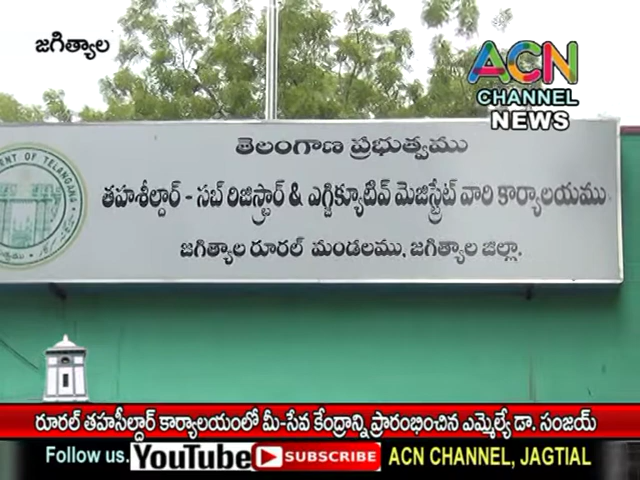 జగిత్యాల
ACN
CHANNEL
NEWS
తెలంగాణ ప్రభుత్వము
తహశీల్దార్ - సబ్ రిజిస్ట్రార్ & ఎగ్జిక్యూటివ్ మెజిస్ట్రేట్ వారి కార్యాలయము
జగిత్యాల రూరల్ మండలము, జగిత్యాల జిల్లా.
రూరల్ తహసీల్దార్ కార్యాలయంలో మీ-సేవ కేంద్రాన్ని ప్రారంభించిన ఎమ్మెల్యే డా. సంజయ్
Follow us. YouTube SUBSCRIBE ACN CHANNEL, JAGTIAL